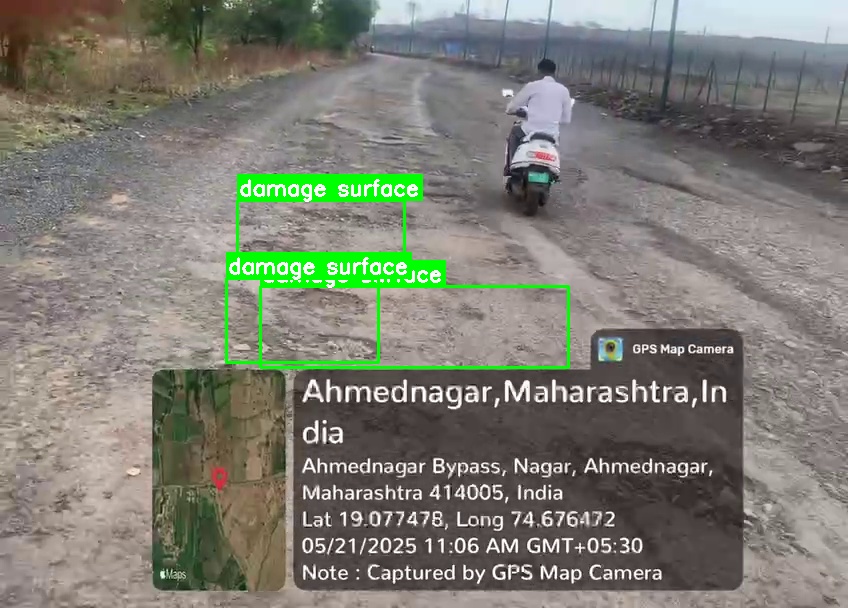 damage surface
damage surface
damage surface
GPS Map Camera
Ahmednagar,Maharashtra,In
dia
Ahmednagar Bypass, Nagar, Ahmednagar,
Maharashtra 414005, India
Lat 19.077478, Long 74.676472
05/21/2025 11:06 AM GMT+05:30
Note : Captured by GPS Map Camera
Maps